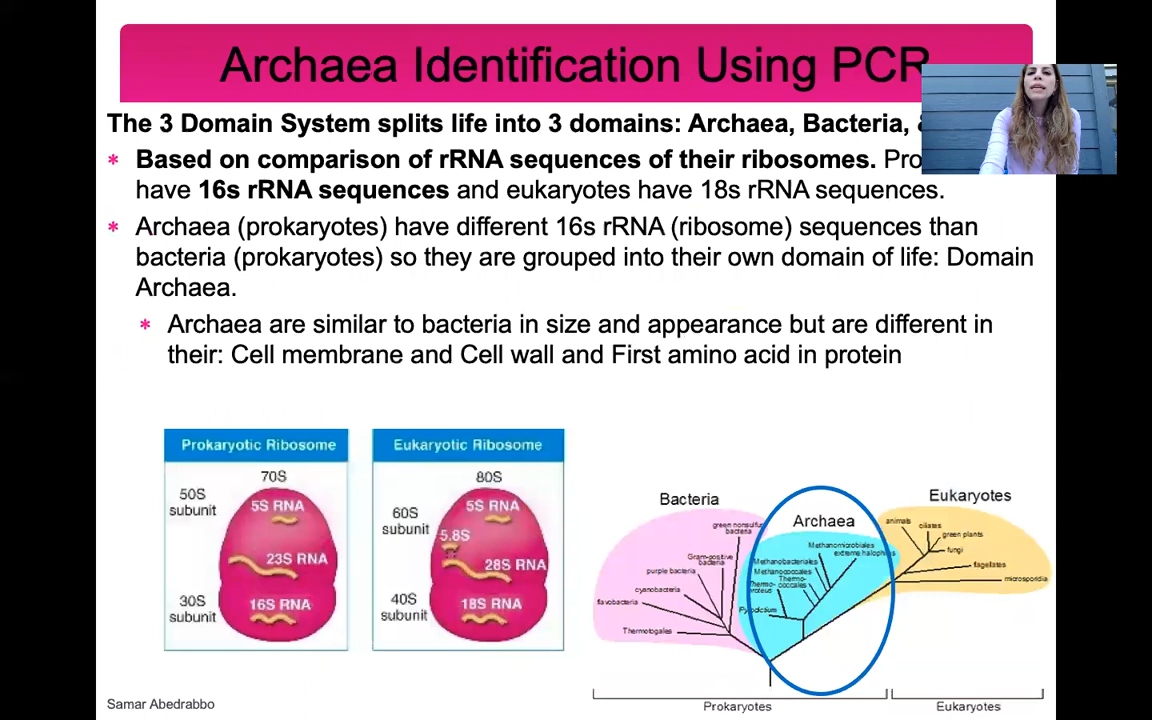 Archaea Identification Using PCR
The 3 Domain System splits life into 3 domains: Archaea, Bacteria, &
* Based on comparison of rRNA sequences of their ribosomes. Pro
have 16s rRNA sequences and eukaryotes have 18s rRNA sequences.
* Archaea (prokaryotes) have different 16s rRNA (ribosome) sequences than
bacteria (prokaryotes) so they are grouped into their own domain of life: Domain
Archaea.
* Archaea are similar to bacteria in size and appearance but are different in
their: Cell membrane and Cell wall and First amino acid in protein
Prokaryotic Ribosome
70S
50S
subunit
5S RNA
23S RNA
30S
subunit
16S RNA
Eukaryotic Ribosome
80S
60S
subunit
5S RNA
5.8S
28S RNA
40S
subunit
18S RNA
Bacteria
green nonsulfur
bacteria
Gram-positive
bacteria
purple bacteria
cyanobacteria
flavobacteria
Thermotogales
Archaea
Methanomicrobiales
extreme halophiles
Methanobacteriales
Methanococcales
Thermo-
coccales
Thermo-
proteus
Pyrodictium
Eukaryotes
animals
ciliates
green plants
fungi
flagellates
microsporidia
Prokaryotes
Eukaryotes
Samar Abedrabbo